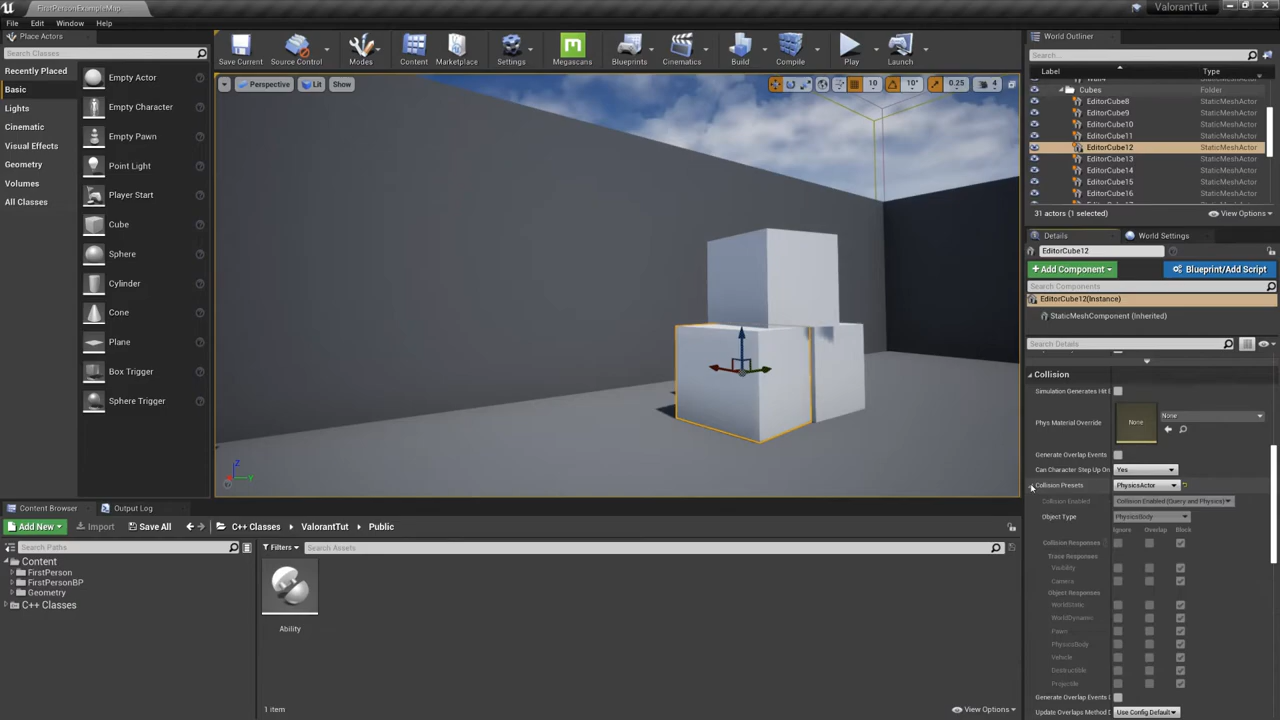 FirstPersonExampleMap
ValorantTut
File Edit Window Help
Place Actors
Search Classes
Recently Placed
Basic
Lights
Cinematic
Visual Effects
Geometry
Volumes
All Classes
Empty Actor
Empty Character
Empty Pawn
Point Light
Player Start
Cube
Sphere
Cylinder
Cone
Plane
Box Trigger
Sphere Trigger
Save Current
Source Control
Modes
Content
Marketplace
Settings
Megascans
Blueprints
Cinematics
Build
Compile
Play
Launch
Perspective Lit Show
10 10° 0.25 4
World Outliner
Search...
Label Type
Cubes Folder
EditorCube8 StaticMeshActor
EditorCube9 StaticMeshActor
EditorCube10 StaticMeshActor
EditorCube11 StaticMeshActor
EditorCube12 StaticMeshActor
EditorCube13 StaticMeshActor
EditorCube14 StaticMeshActor
EditorCube15 StaticMeshActor
EditorCube16 StaticMeshActor
31 actors (1 selected) View Options
Details World Settings
EditorCube12
Add Component Blueprint/Add Script
Search Components
EditorCube12(Instance)
StaticMeshComponent (Inherited)
Search Details
Collision
Simulation Generates Hit E
Phys Material Override None None
Generate Overlap Events
Can Character Step Up On Yes
Collision Presets PhysicsActor
Collision Enabled Collision Enabled (Query and Physics)
Object Type PhysicsBody
Ignore Overlap Block
Collision Responses
Trace Responses
Visibility
Camera
Object Responses
WorldStatic
WorldDynamic
Pawn
PhysicsBody
Vehicle
Destructible
Projectile
Generate Overlap Events
Update Overlaps Method Use Config Default
Content Browser Output Log
Add New Import Save All C++ Classes ValorantTut Public
Search Paths
Filters Search Assets
Content
FirstPerson
FirstPersonBP
Geometry
C++ Classes
Ability
1 item View Options